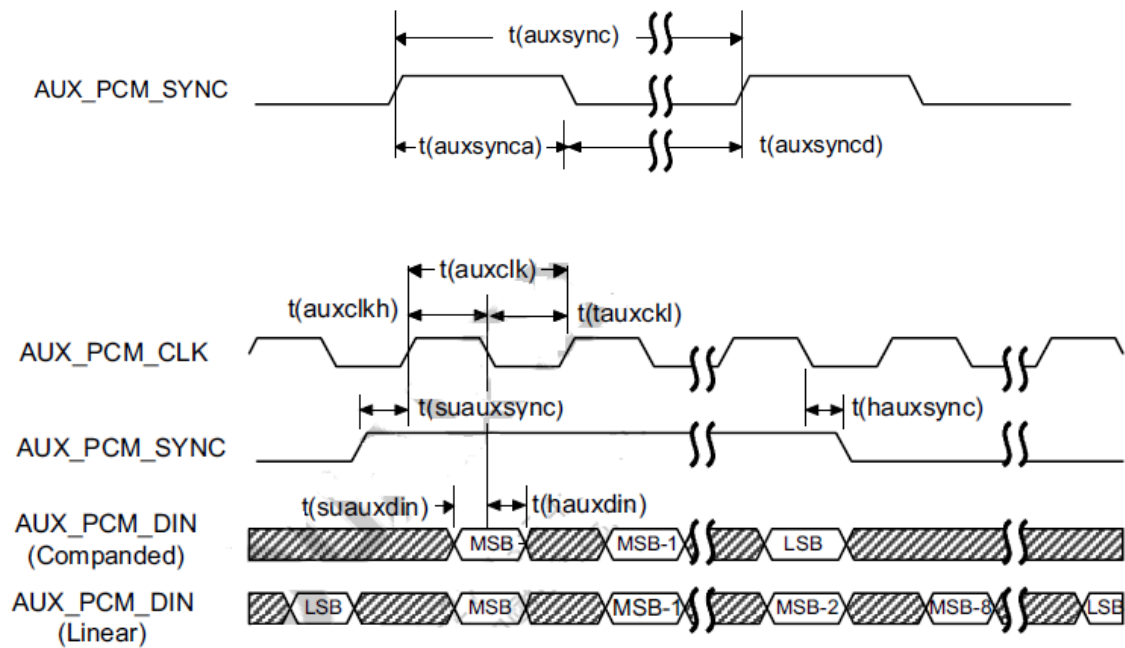 t(auxsync)
AUX_PCM_SYNC
t(auxsynca)
t(auxsyncd)
t(auxclk)
t(auxclkh)
t(tauxckl)
AUX_PCM_CLK
t(suauxsync)
t(hauxsync)
AUX_PCM_SYNC
t(suauxdin)
t(hauxdin)
AUX_PCM_DIN
(Companded)
MSB
MSB-1
LSB
AUX_PCM_DIN
(Linear)
LSB
MSB
MSB-1
MSB-2
MSB-8
LSB